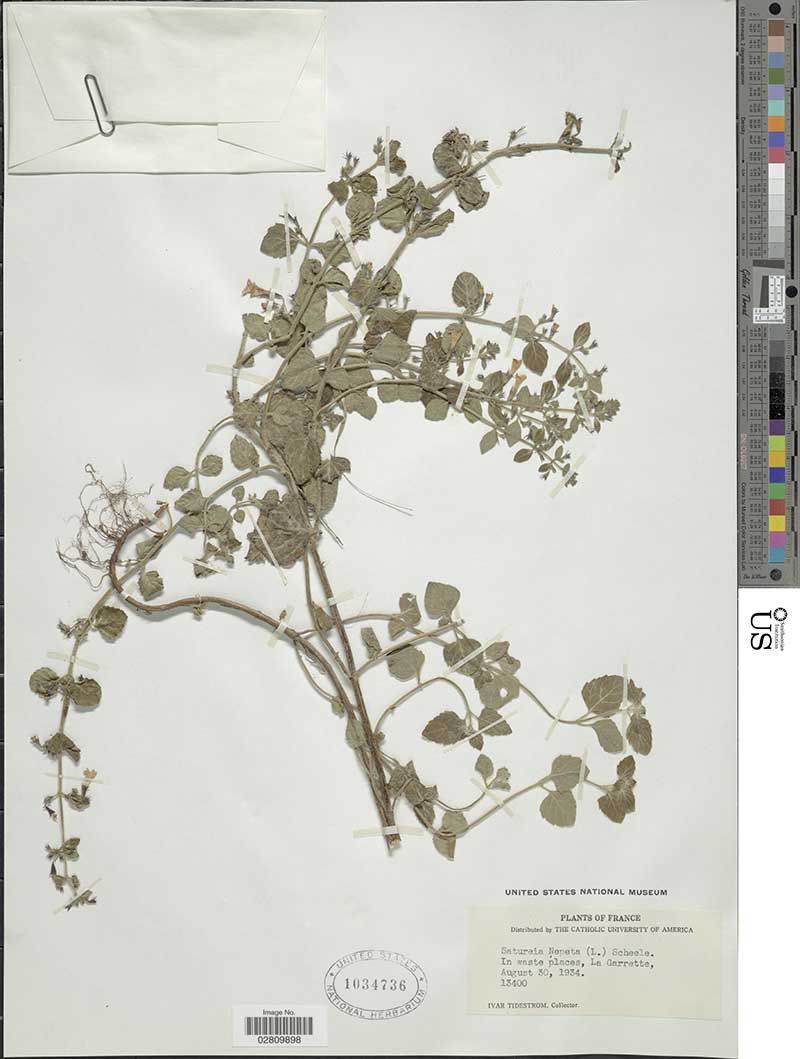 UNITED STATES NATIONAL MUSEUM
PLANTS OF FRANCE
Distributed by THE CATHOLIC UNIVERSITY OF AMERICA
Satureia Nepeta (L.) Scheele.
In waste places, La Garrette,
August 30, 1934.
13400
IVAR TIDESTROM, Collector.
UNITED STATES
1034736
NATIONAL HERBARIUM
Image No.
02809898
Smithsonian
Institution
US
Golden Thread